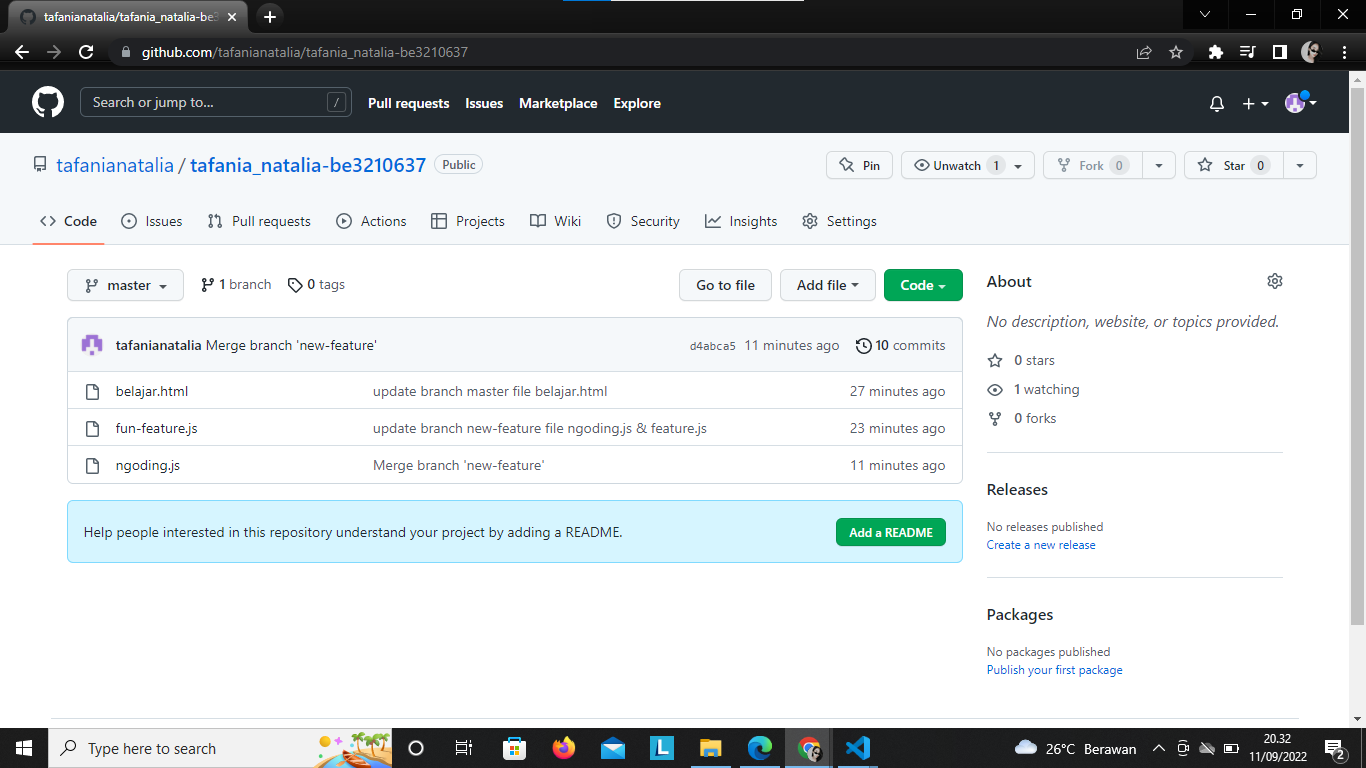 tafanianatalia/tafania_natalia-be3
github.com/tafanianatalia/tafania_natalia-be3210637
Search or jump to... / Pull requests Issues Marketplace Explore
tafanianatalia / tafania_natalia-be3210637 Public Pin Unwatch 1 Fork 0 Star 0
Code Issues Pull requests Actions Projects Wiki Security Insights Settings
master 1 branch 0 tags Go to file Add file Code
tafanianatalia Merge branch 'new-feature' d4abca5 11 minutes ago 10 commits
belajar.html update branch master file belajar.html 27 minutes ago
fun-feature.js update branch new-feature file ngoding.js & feature.js 23 minutes ago
ngoding.js Merge branch 'new-feature' 11 minutes ago
Help people interested in this repository understand your project by adding a README. Add a README
About
No description, website, or topics provided.
0 stars
1 watching
0 forks
Releases
No releases published
Create a new release
Packages
No packages published
Publish your first package
Type here to search
L
26°C Berawan
20.32
11/09/2022
2